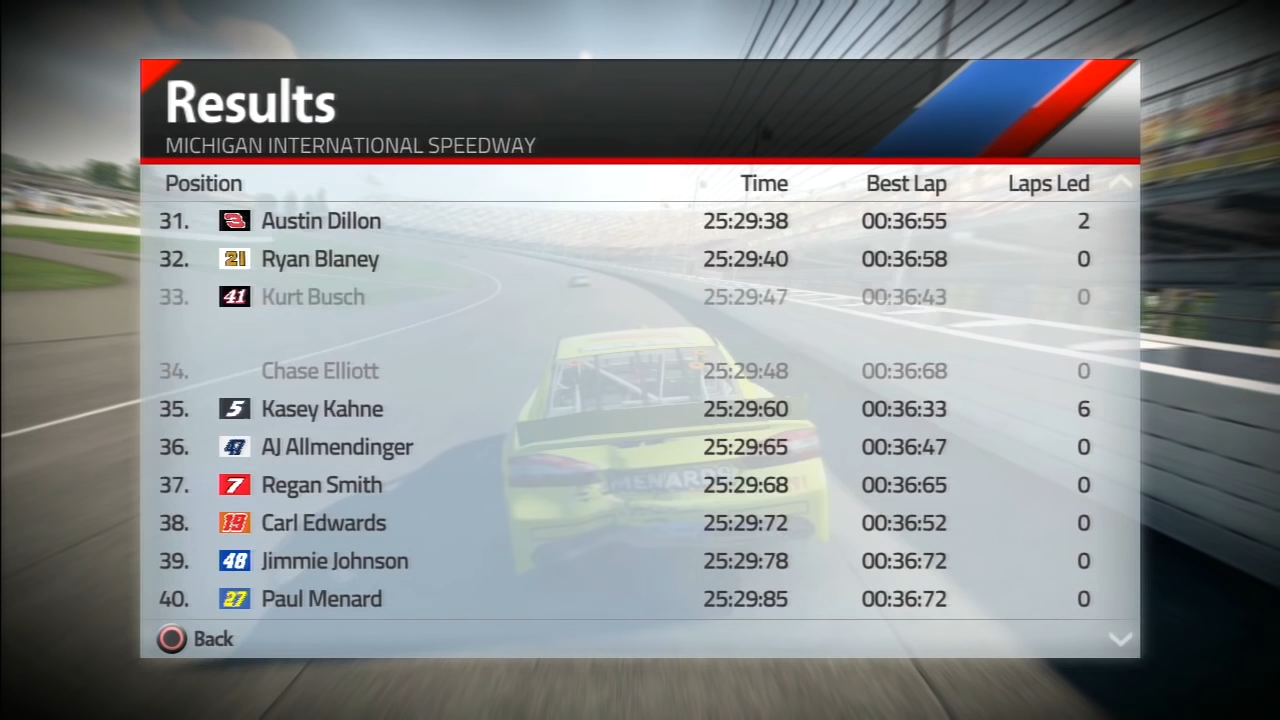 Results
MICHIGAN INTERNATIONAL SPEEDWAY
Position Time Best Lap Laps Led
31. 3 Austin Dillon 25:29:38 00:36:55 2
32. 21 Ryan Blaney 25:29:40 00:36:58 0
33. 41 Kurt Busch 25:29:47 00:36:43 0
34. Chase Elliott 25:29:48 00:36:68 0
35. 5 Kasey Kahne 25:29:60 00:36:33 6
36. 47 AJ Allmendinger 25:29:65 00:36:47 0
37. 7 Regan Smith 25:29:68 00:36:65 0
MENARDS
38. 19 Carl Edwards 25:29:72 00:36:52 0
39. 48 Jimmie Johnson 25:29:78 00:36:72 0
40. 27 Paul Menard 25:29:85 00:36:72 0
Back